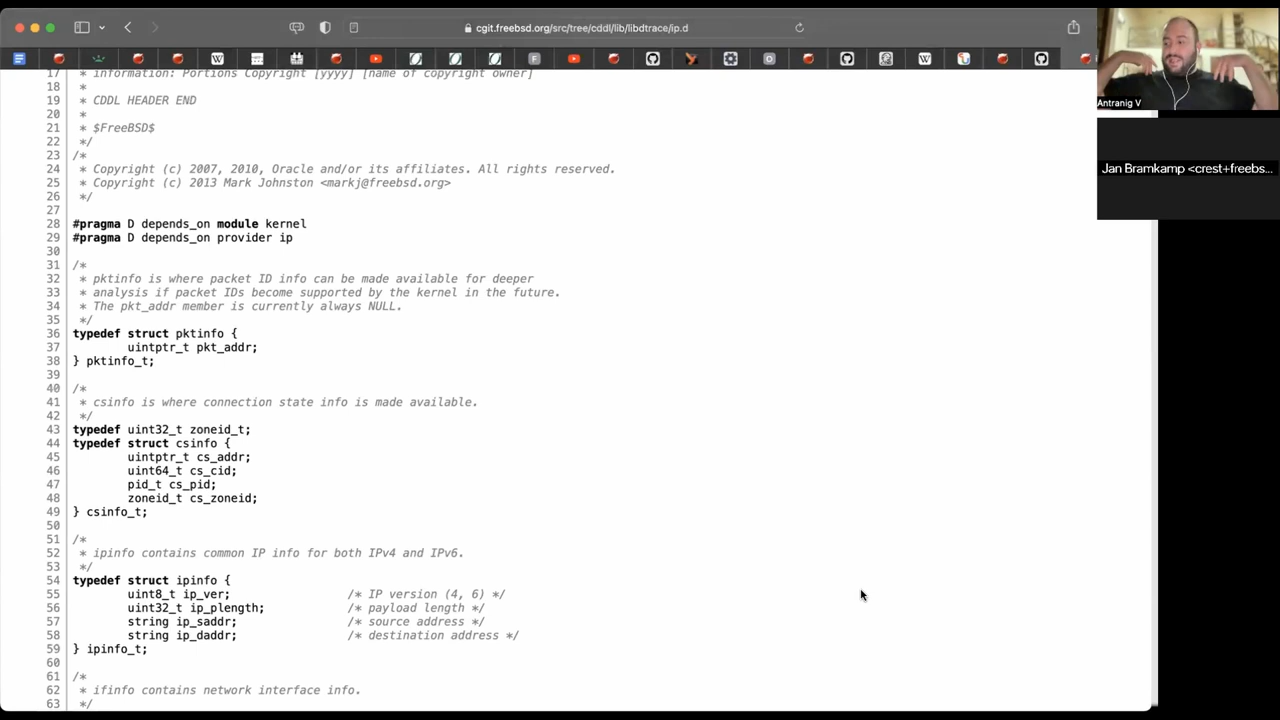 cgit.freebsd.org/src/tree/cddl/lib/libdtrace/ip.d
17 * information: Portions Copyright [yyyy] [name of copyright owner]
18 *
19 * CDDL HEADER END
20 *
21 * $FreeBSD$
22 */
23 /*
24 * Copyright (c) 2007, 2010, Oracle and/or its affiliates. All rights reserved.
25 * Copyright (c) 2013 Mark Johnston <markj@freebsd.org>
26 */
27
28 #pragma D depends_on module kernel
29 #pragma D depends_on provider ip
30
31 /*
32 * pktinfo is where packet ID info can be made available for deeper
33 * analysis if packet IDs become supported by the kernel in the future.
34 * The pkt_addr member is currently always NULL.
35 */
36 typedef struct pktinfo {
37 uintptr_t pkt_addr;
38 } pktinfo_t;
39
40 /*
41 * csinfo is where connection state info is made available.
42 */
43 typedef uint32_t zoneid_t;
44 typedef struct csinfo {
45 uintptr_t cs_addr;
46 uint64_t cs_cid;
47 pid_t cs_pid;
48 zoneid_t cs_zoneid;
49 } csinfo_t;
50
51 /*
52 * ipinfo contains common IP info for both IPv4 and IPv6.
53 */
54 typedef struct ipinfo {
55 uint8_t ip_ver; /* IP version (4, 6) */
56 uint32_t ip_plength; /* payload length */
57 string ip_saddr; /* source address */
58 string ip_daddr; /* destination address */
59 } ipinfo_t;
60
61 /*
62 * ifinfo contains network interface info.
63 */
Antranig V
Jan Bramkamp <crest+freebs...